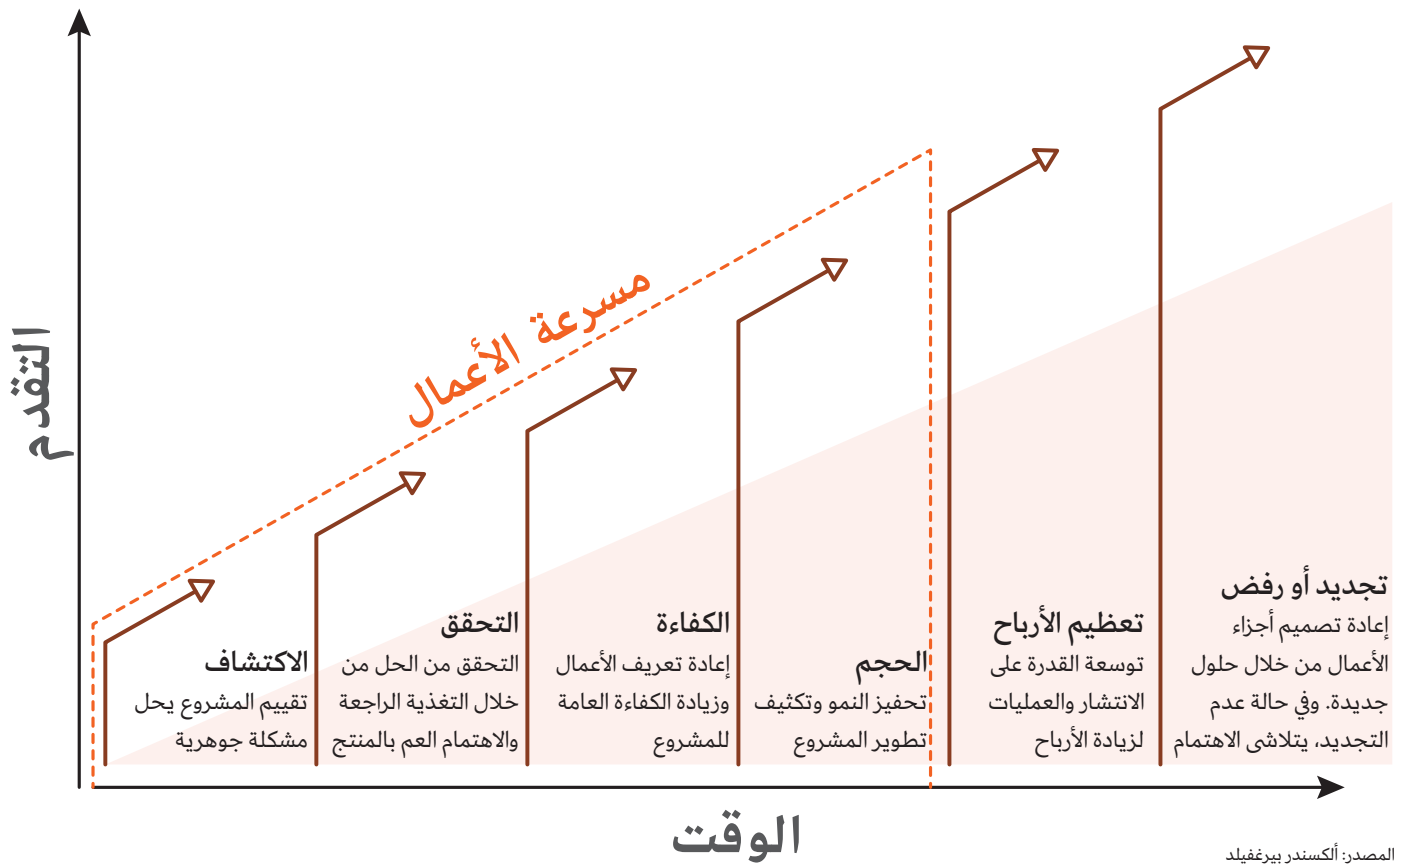 التقدم
مسرعة الأعمال
الاكتشاف
تقييم المشروع يحل
مشكلة جوهرية
التحقق
التحقق من الحل من
خلال التغذية الراجعة
والاهتمام العم بالمنتج
الكفاءة
إعادة تعريف الأعمال
وزيادة الكفاءة العامة
للمشروع
الحجم
تحفيز النمو وتكثيف
تطوير المشروع
تعظيم الأرباح
توسعة القدرة على
الانتشار والعمليات
لزيادة الأرباح
تجديد أو رفض
إعادة تصميم أجزاء
الأعمال من خلال حلول
جديدة. وفي حالة عدم
التجديد، يتلاشى الاهتمام
الوقت
المصدر: ألكسندر بيرغفيلد